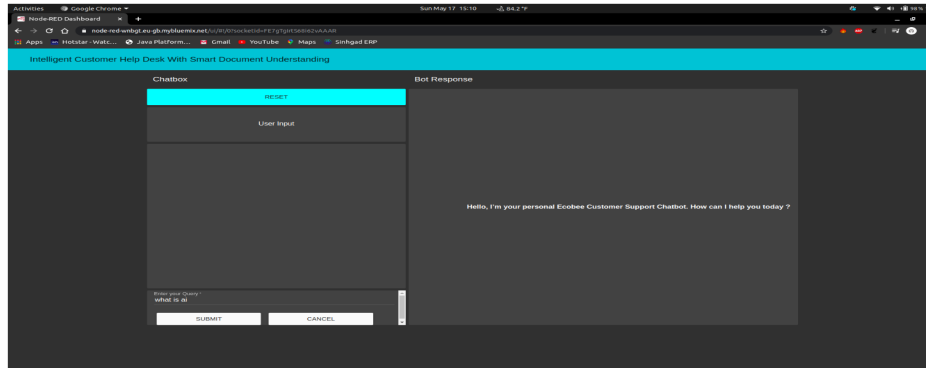 Activities Google Chrome Sun May 17 15:10 84.2 °F 98%
Node-RED Dashboard
Apps Hotstar - Watc... Java Platform... Gmail YouTube Maps Sinhgad ERP
Intelligent Customer Help Desk With Smart Document Understanding
Chatbox Bot Response
RESET
User Input
Hello, I'm your personal Ecobee Customer Support Chatbot. How can I help you today ?
Enter your Query *
what is ai
SUBMIT CANCEL